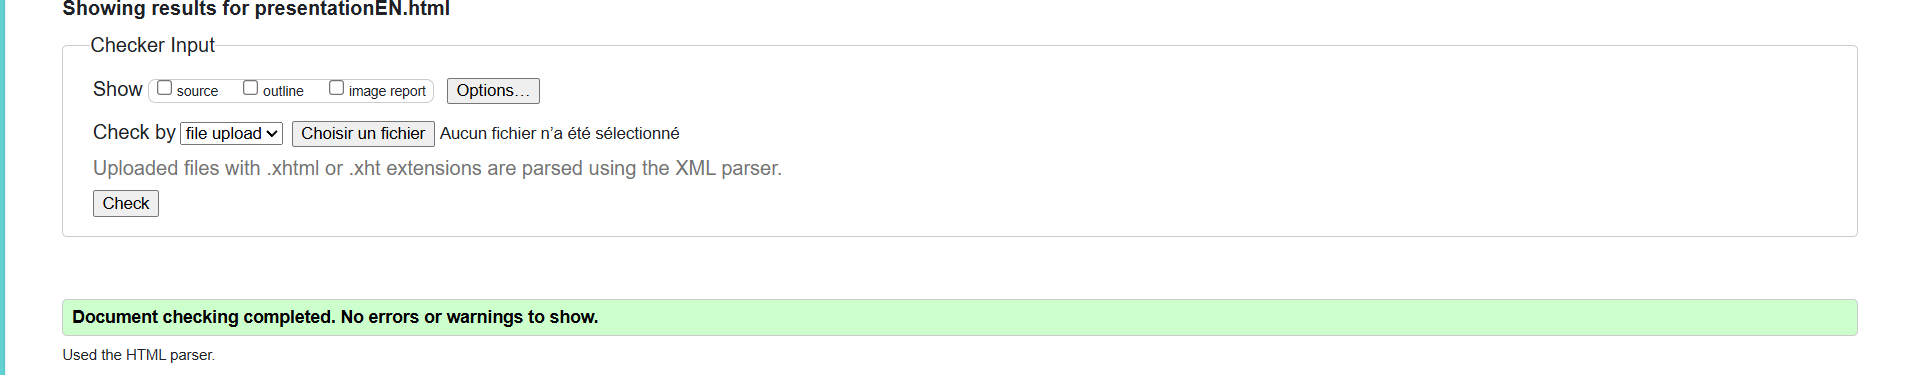 Showing results for presentationEN.html
Checker Input
Show source outline image report Options...
Check by file upload Choisir un fichier Aucun fichier n’a été sélectionné
Uploaded files with .xhtml or .xht extensions are parsed using the XML parser.
Check
Document checking completed. No errors or warnings to show.
Used the HTML parser.